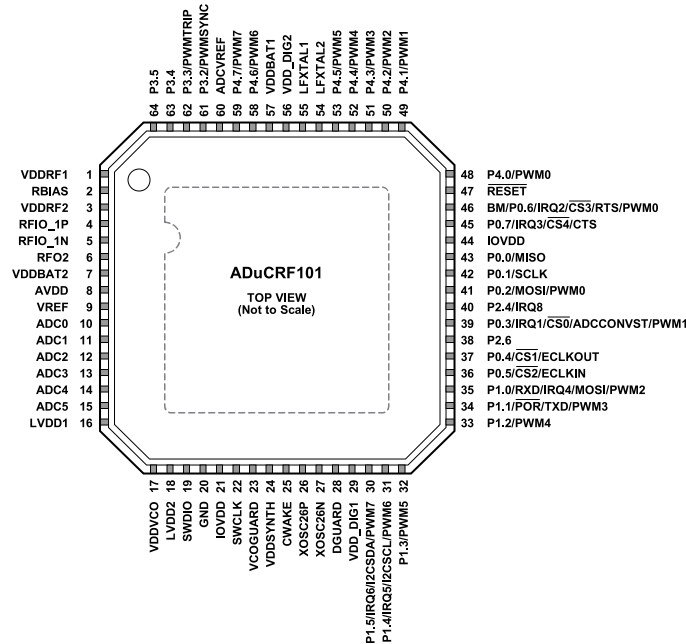 64 P3.5
63 P3.4
62 P3.3/PWMTRIP
61 P3.2/PWMSYNC
60 ADCVREF
59 P4.7/PWM7
58 P4.6/PWM6
57 VDDBAT1
56 VDD_DIG2
55 LFXTAL1
54 LFXTAL2
53 P4.5/PWM5
52 P4.4/PWM4
51 P4.3/PWM3
50 P4.2/PWM2
49 P4.1/PWM1
VDDRF1 1
RBIAS 2
VDDRF2 3
RFIO_1P 4
RFIO_1N 5
RFO2 6
VDDBAT2 7
AVDD 8
VREF 9
ADC0 10
ADC1 11
ADC2 12
ADC3 13
ADC4 14
ADC5 15
LVDD1 16
ADuCRF101
TOP VIEW
(Not to Scale)
48 P4.0/PWM0
47 RESET
46 BM/P0.6/IRQ2/CS3/RTS/PWM0
45 P0.7/IRQ3/CS4/CTS
44 IOVDD
43 P0.0/MISO
42 P0.1/SCLK
41 P0.2/MOSI/PWM0
40 P2.4/IRQ8
39 P0.3/IRQ1/CS0/ADCCONVST/PWM1
38 P2.6
37 P0.4/CS1/ECLKOUT
36 P0.5/CS2/ECLKIN
35 P1.0/RXD/IRQ4/MOSI/PWM2
34 P1.1/POR/TXD/PWM3
33 P1.2/PWM4
VDDVCO 17
LVDD2 18
SWDIO 19
GND 20
IOVDD 21
SWCLK 22
VCOGUARD 23
VDDSYNTH 24
CWAKE 25
XOSC26P 26
XOSC26N 27
DGUARD 28
VDD_DIG1 29
P1.5/IRQ6/I2CSDA/PWM7 30
P1.4/IRQ5/I2CSCL/PWM6 31
P1.3/PWM5 32